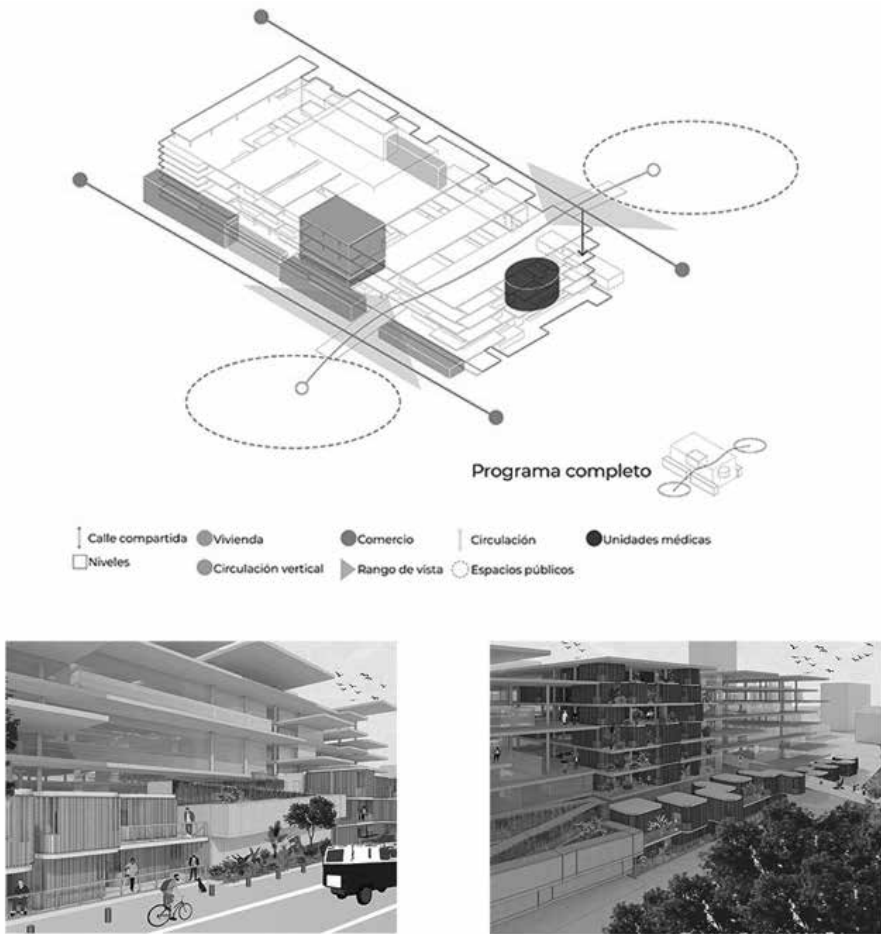 Programa completo
Calle compartida Vivienda Comercio Circulación Unidades médicas
Niveles Circulación vertical Rango de vista Espacios públicos